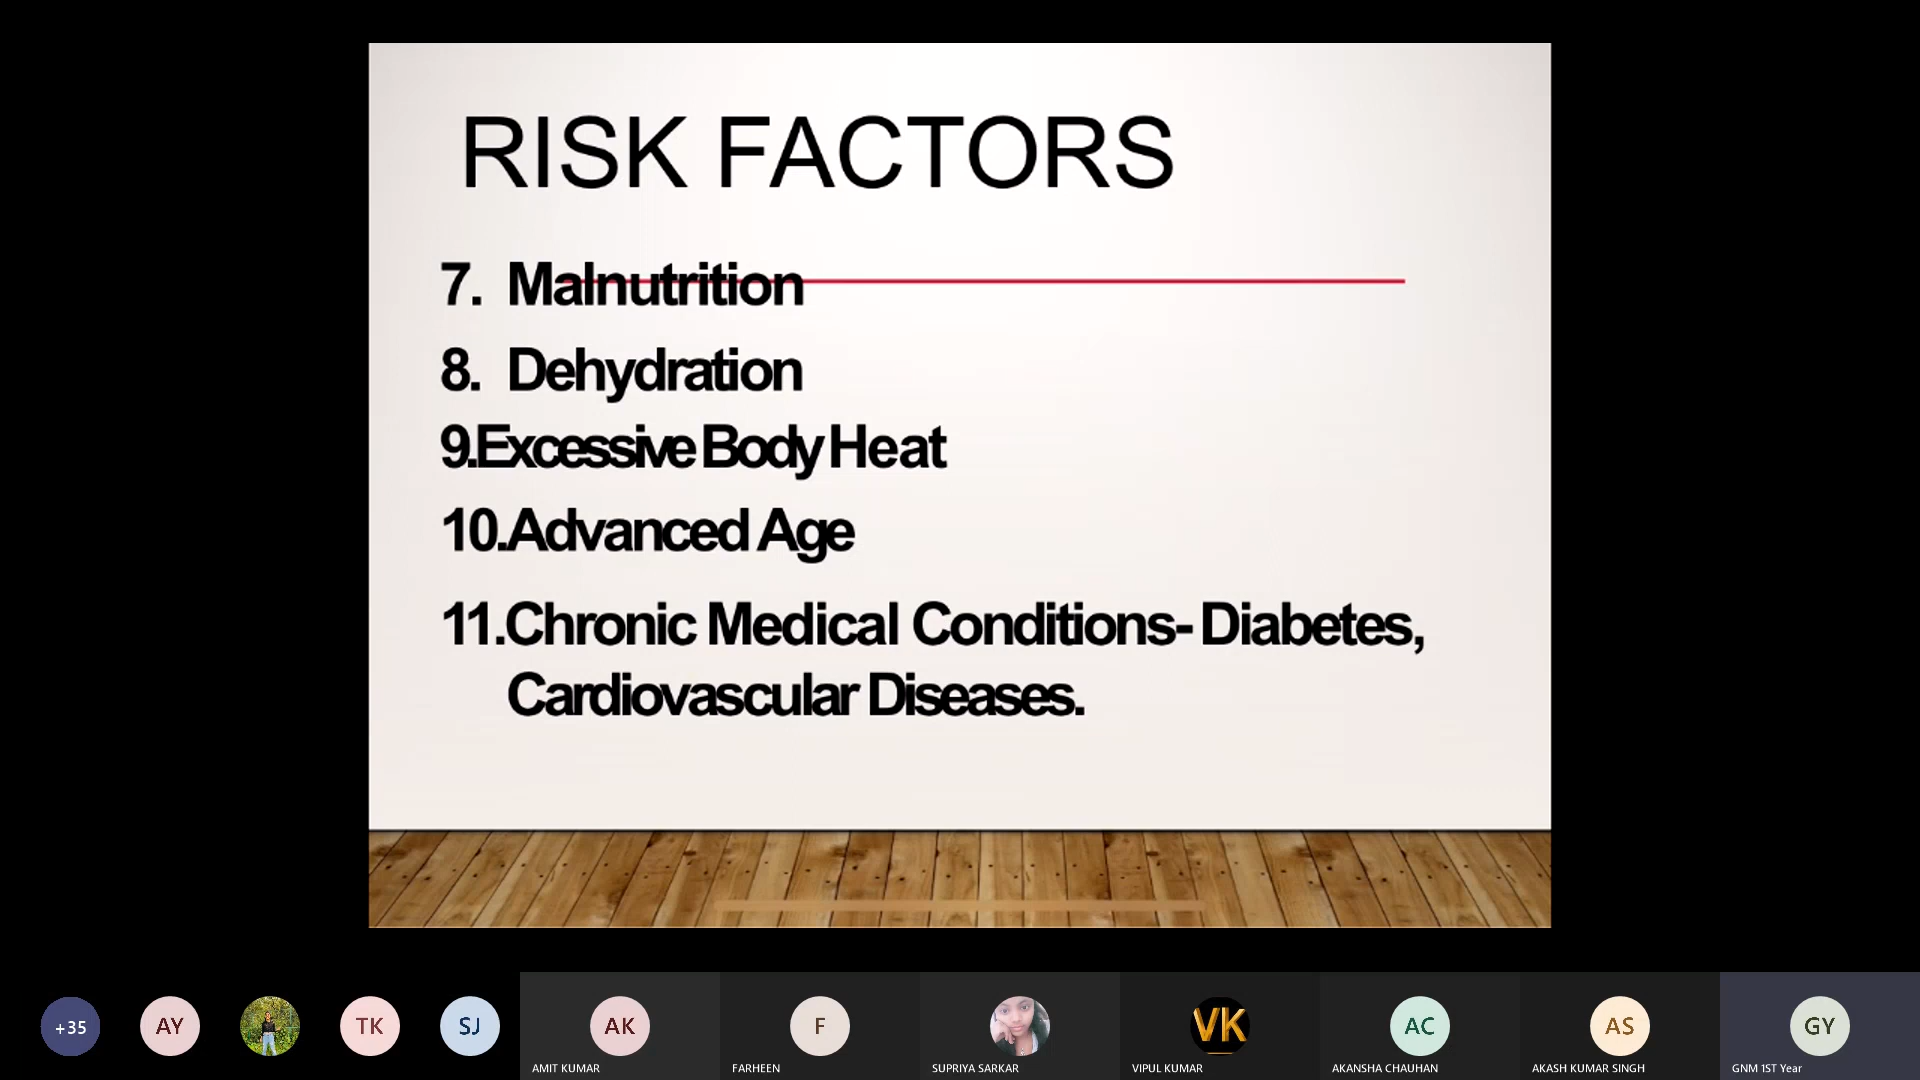 RISK FACTORS
7. Malnutrition
8. Dehydration
9.Excessive Body Heat
10.Advanced Age
11.Chronic Medical Conditions- Diabetes,
Cardiovascular Diseases.
+35
AY
TK
SJ
AK
F
VK
AC
AS
GY
AMIT KUMAR
FARHEEN
SUPRIYA SARKAR
VIPUL KUMAR
AKANSHA CHAUHAN
AKASH KUMAR SINGH
GNM 1ST Year